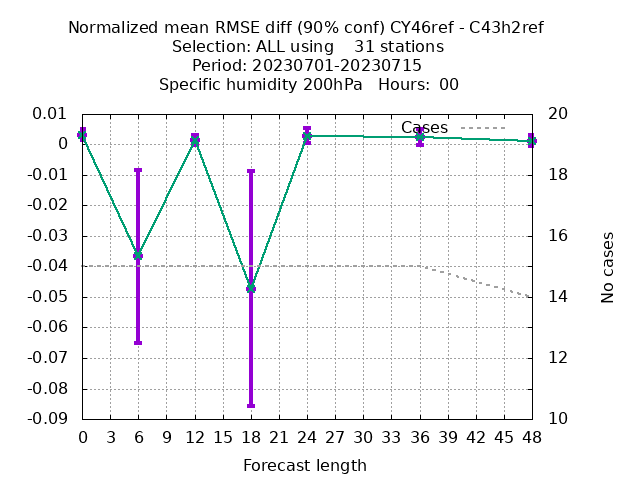 Normalized mean RMSE diff (90% conf) CY46ref - C43h2ref
Selection: ALL using    31 stations
Period: 20230701-20230715
Specific humidity 200hPa   Hours:  00
Cases
0.01
0
-0.01
-0.02
-0.03
-0.04
-0.05
-0.06
-0.07
-0.08
-0.09
20
18
16
14
12
10
No cases
0 3 6 9 12 15 18 21 24 27 30 33 36 39 42 45 48
Forecast length